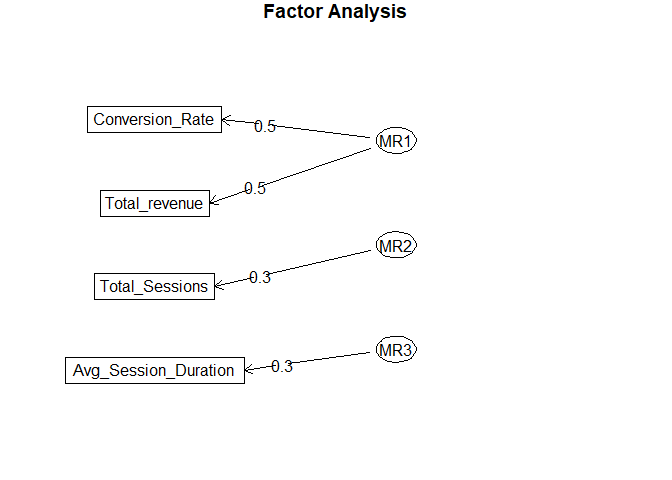 Factor Analysis
Conversion_Rate
0.5
MR1
Total_revenue
0.5
Total_Sessions
0.3
MR2
Avg_Session_Duration
0.3
MR3